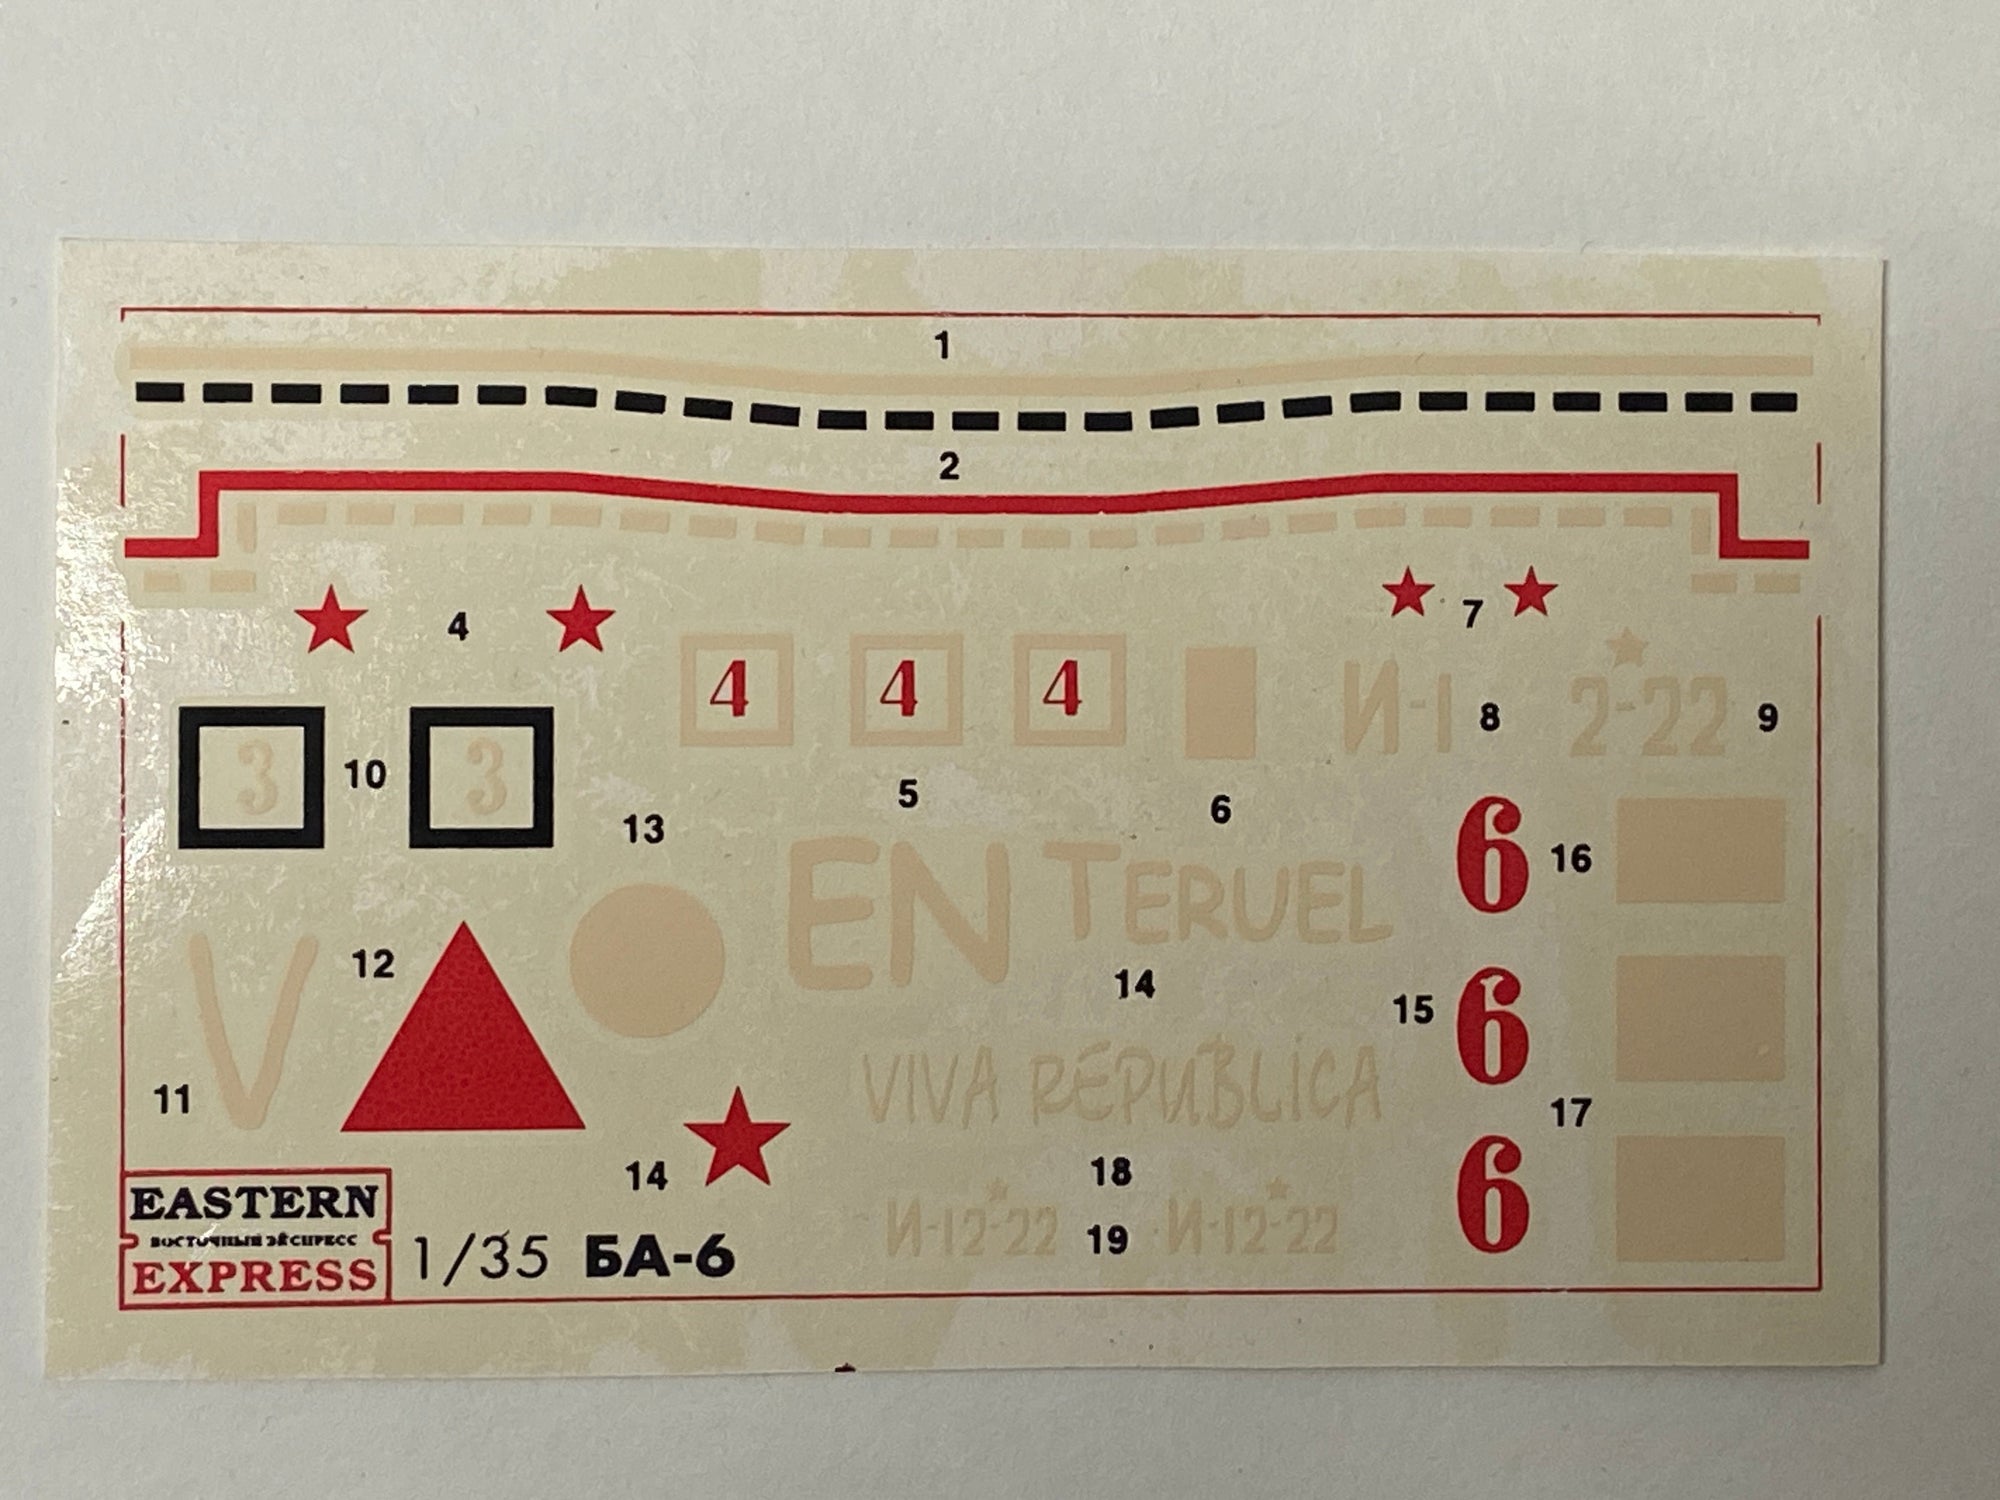 1
2
4
7
4 4 4
И-1 8 2-22 9
3 10 3
5
6
13
EN TERUEL
6 16
12
V
14
15 6
VIVA REPUBLICA
11
17
14
18
6
И-12-22 19 И-12-22
EASTERN
ВОСТОЧНЫЙ ЭКСПРЕСС
EXPRESS
1/35 БА-6